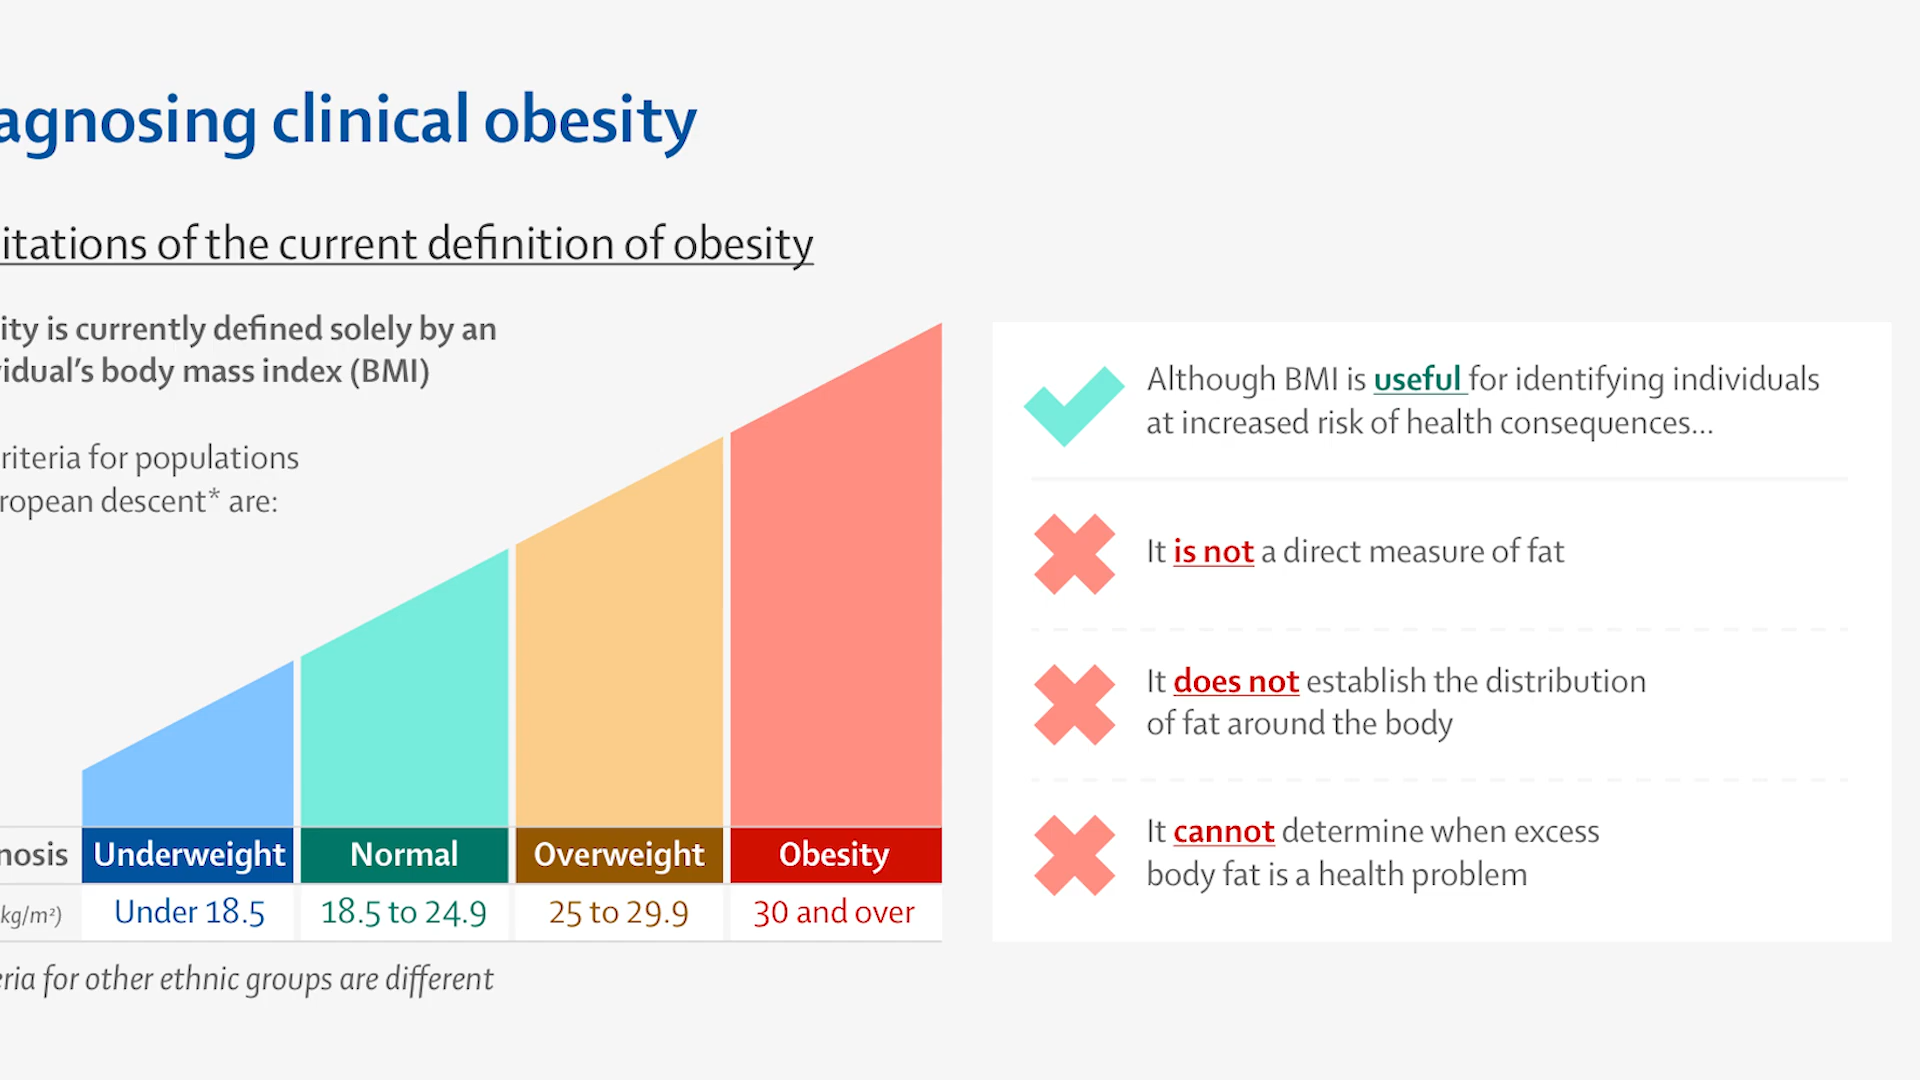 agnosing clinical obesity
itations of the current definition of obesity
ity is currently defined solely by an
vidual's body mass index (BMI)
riteria for populations
ropean descent* are:
nosis Underweight Normal Overweight Obesity
kg/m²) Under 18.5 18.5 to 24.9 25 to 29.9 30 and over
eria for other ethnic groups are different
Although BMI is useful for identifying individuals
at increased risk of health consequences...
It is not a direct measure of fat
It does not establish the distribution
of fat around the body
It cannot determine when excess
body fat is a health problem